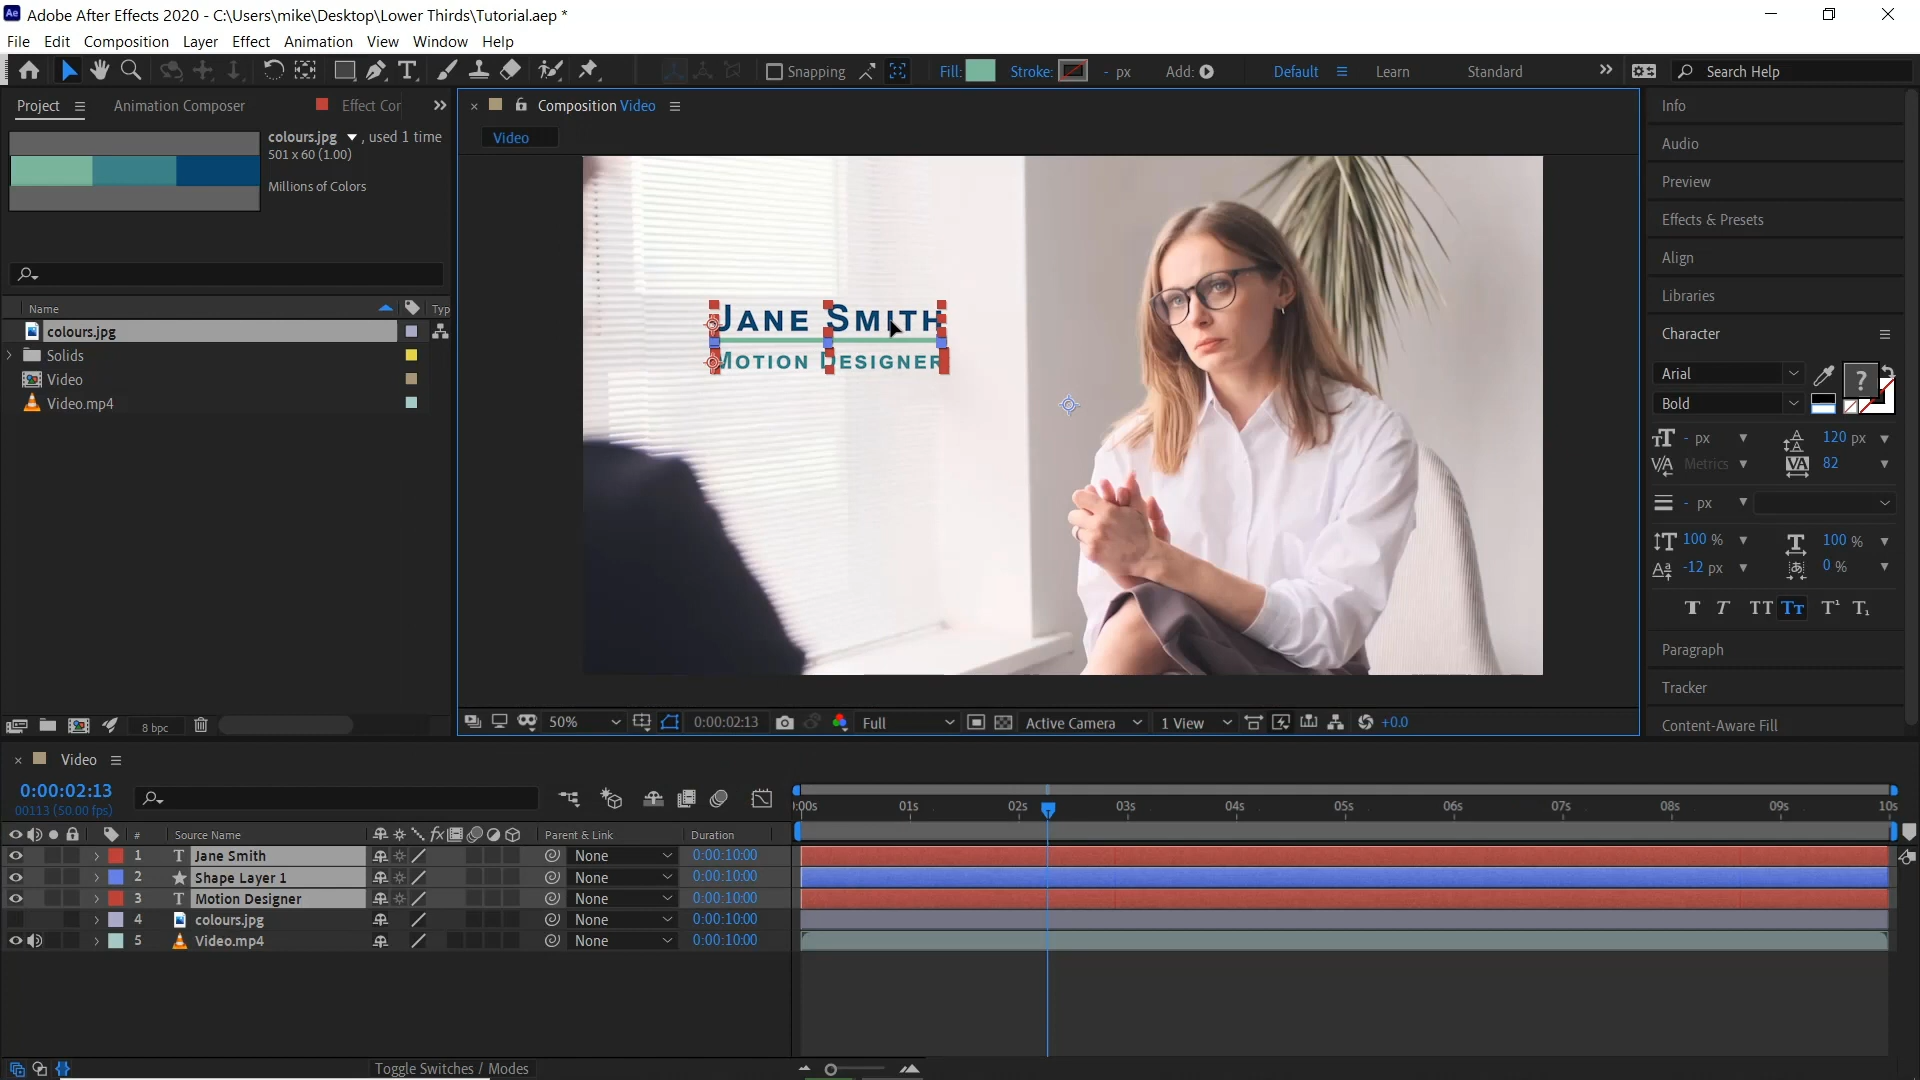 Adobe After Effects 2020 - C:\Users\mike\Desktop\Lower Thirds\Tutorial.aep *
File Edit Composition Layer Effect Animation View Window Help
Snapping Fill: Stroke: - px Add: Default Learn Standard Search Help
Project Animation Composer Effect Cor
colours.jpg , used 1 time
501 x 60 (1.00)
Millions of Colors
Name Typ
colours.jpg
Solids
Video
Video.mp4
8 bpc
Composition Video
Video
JANE SMITH
MOTION DESIGNER
50% 0:00:02:13 Full Active Camera 1 View +0.0
Info
Audio
Preview
Effects & Presets
Align
Libraries
Character
Arial
Bold
?
- px 120 px
Metrics 82
- px
100 % 100 %
-12 px 0 %
T T TT Tт T¹ T₁
Paragraph
Tracker
Content-Aware Fill
Video
0:00:02:13
00113 (50.00 fps)
:00s 01s 02s 03s 04s 05s 06s 07s 08s 09s 10s
# Source Name fx Parent & Link Duration
1 T Jane Smith None 0:00:10:00
2 Shape Layer 1 None 0:00:10:00
3 T Motion Designer None 0:00:10:00
4 colours.jpg None 0:00:10:00
5 Video.mp4 None 0:00:10:00
Toggle Switches / Modes